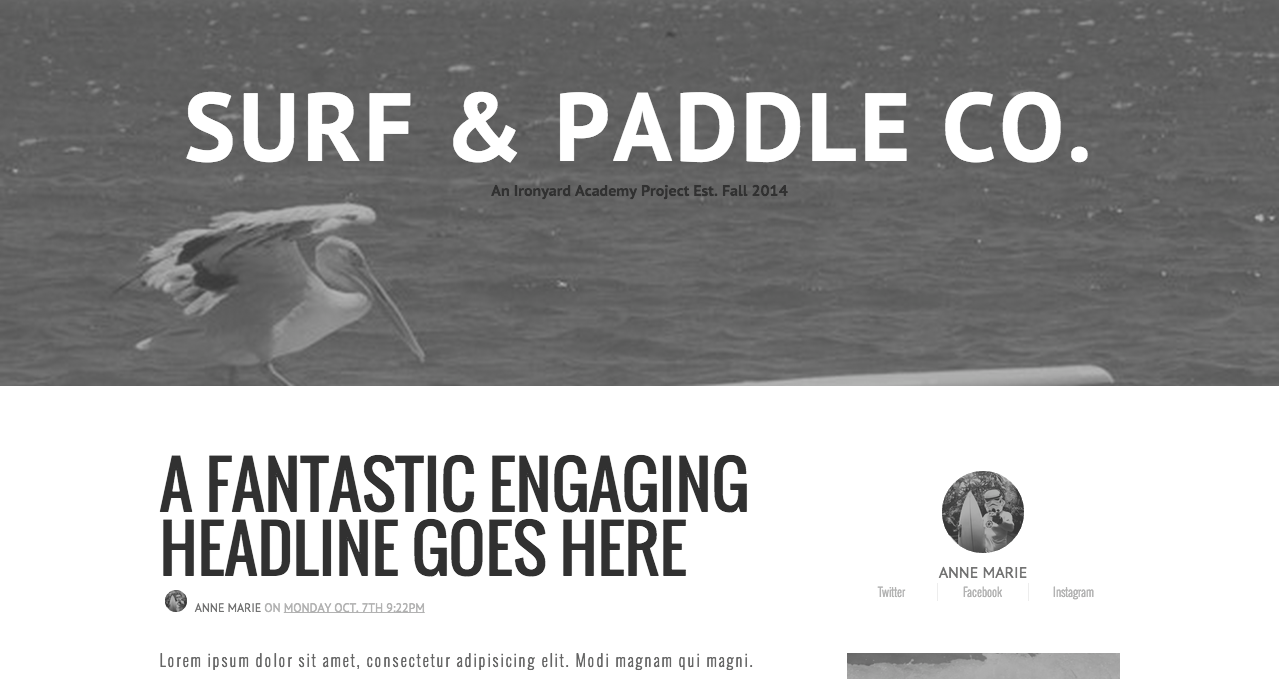 SURF & PADDLE CO.
An Ironyard Academy Project Est. Fall 2014
A FANTASTIC ENGAGING
HEADLINE GOES HERE
ANNE MARIE ON MONDAY OCT. 7TH 9:22PM
Lorem ipsum dolor sit amet, consectetur adipisicing elit. Modi magnam qui magni.
ANNE MARIE
Twitter Facebook Instagram